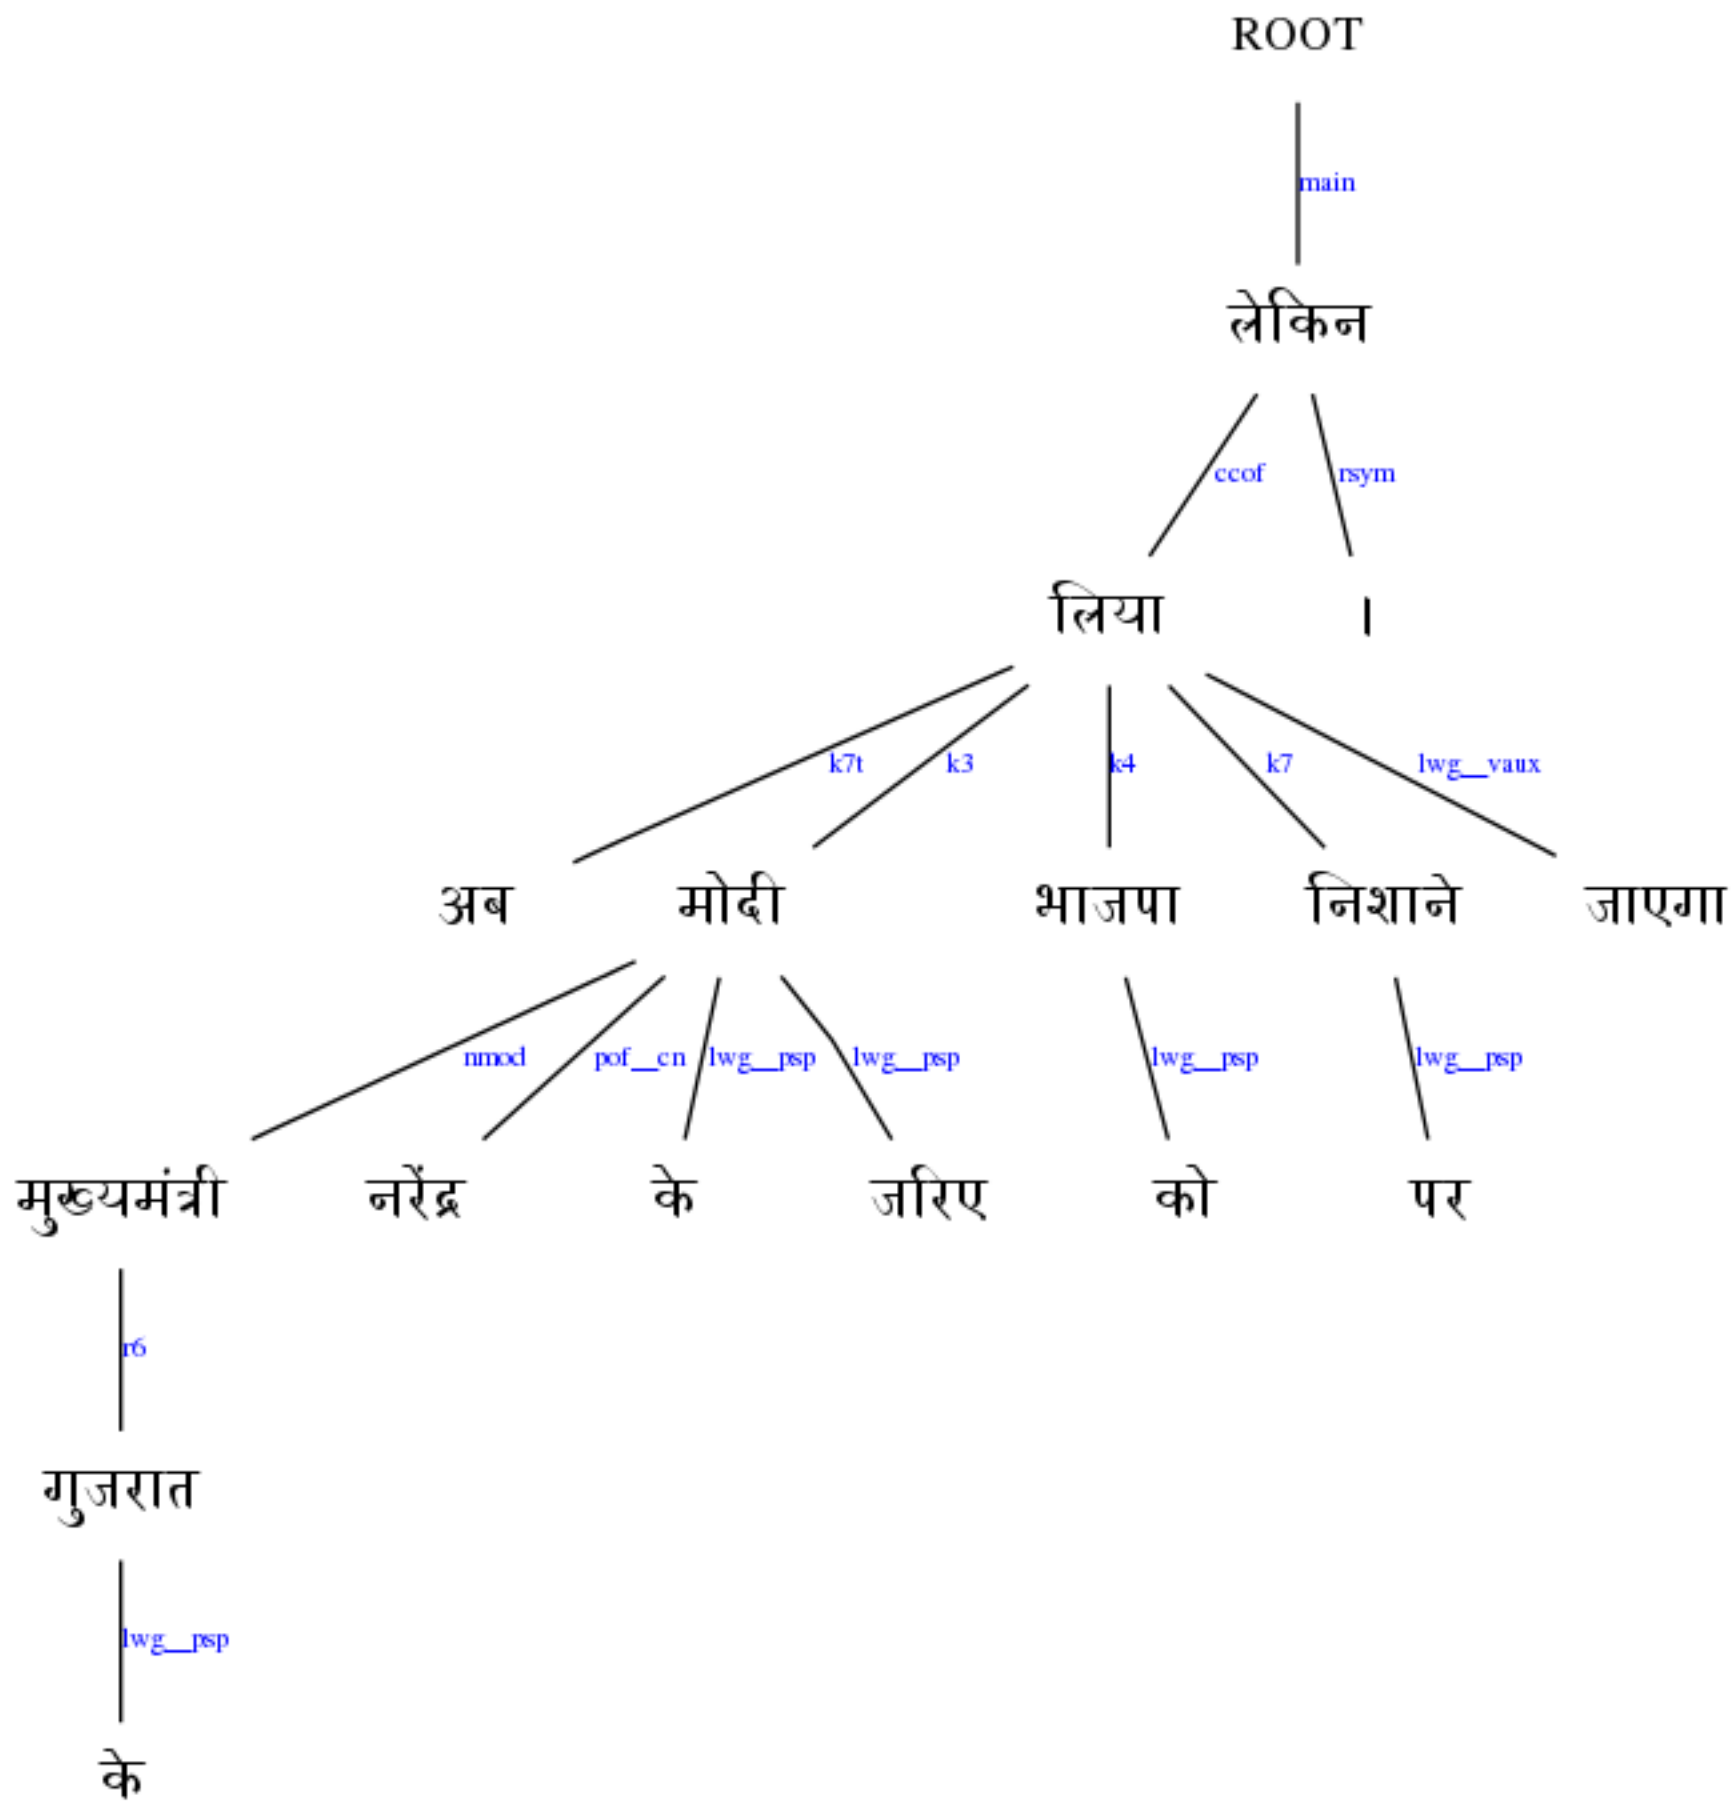 ROOT
main
लेकिन
ccof rsym
लिया ।
k7t k3 k4 k7 lwg__vaux
अब मोदी भाजपा निशाने जाएगा
nmod pof__cn lwg__psp lwg__psp lwg__psp lwg__psp
मुख्यमंत्री नरेंद्र के जरिए को पर
r6
गुजरात
lwg__psp
के